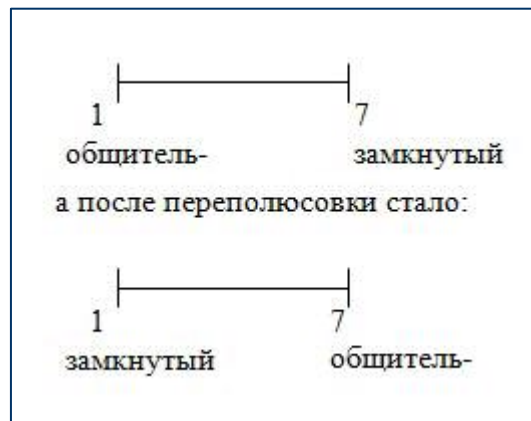 1 7
общитель- замкнутый
а после переполюсовки стало:
1 7
замкнутый общитель-